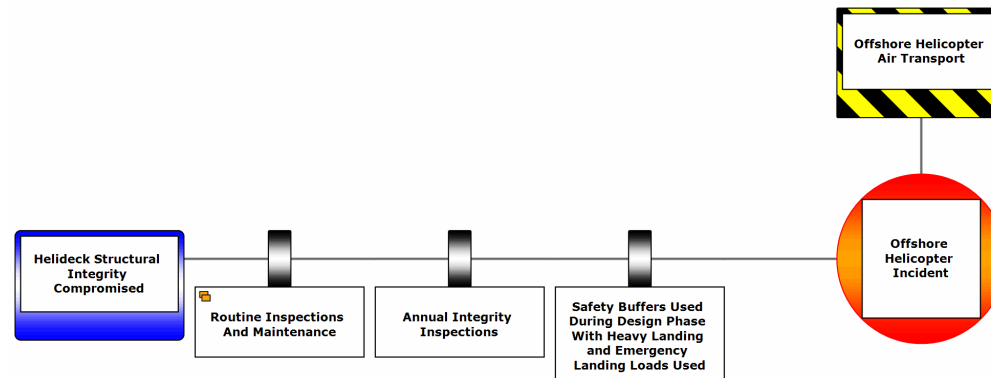 Offshore Helicopter
Air Transport
Helideck Structural
Integrity
Compromised
Routine Inspections
And Maintenance
Annual Integrity
Inspections
Safety Buffers Used
During Design Phase
With Heavy Landing
and Emergency
Landing Loads Used
Offshore
Helicopter
Incident